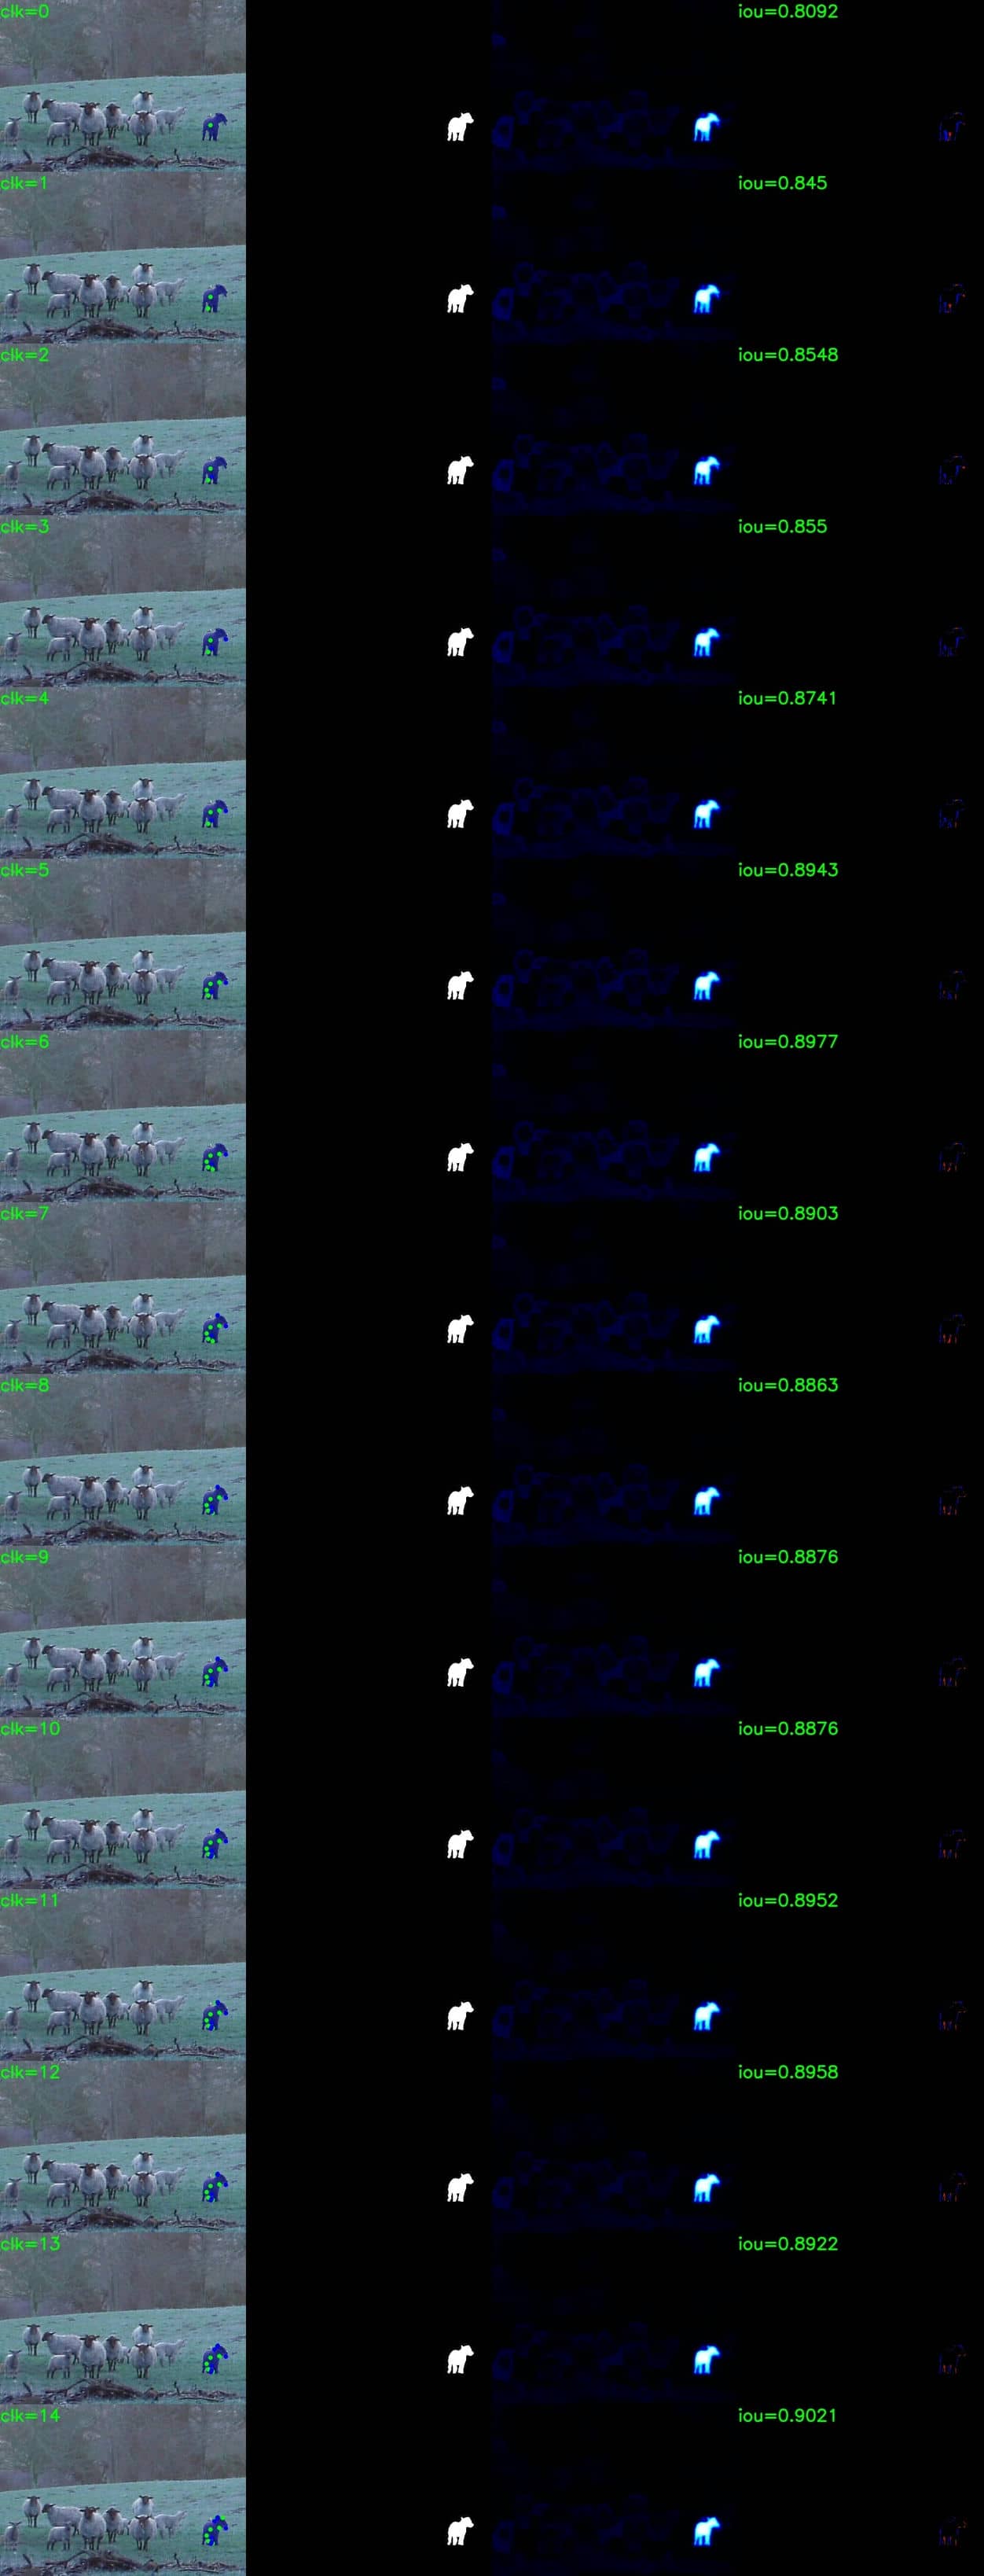 clk=0 iou=0.8092
clk=1 iou=0.845
clk=2 iou=0.8548
clk=3 iou=0.855
clk=4 iou=0.8741
clk=5 iou=0.8943
clk=6 iou=0.8977
clk=7 iou=0.8903
clk=8 iou=0.8863
clk=9 iou=0.8876
clk=10 iou=0.8876
clk=11 iou=0.8952
clk=12 iou=0.8958
clk=13 iou=0.8922
clk=14 iou=0.9021